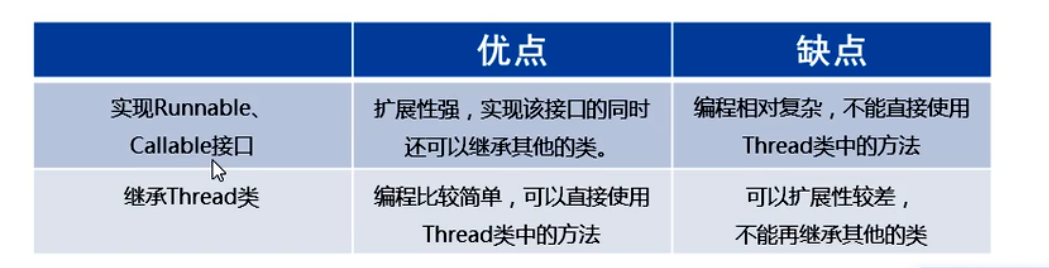 优点
缺点
实现Runnable、
Callable接口
扩展性强，实现该接口的同时
还可以继承其他的类。
编程相对复杂，不能直接使用
Thread类中的方法
继承Thread类
编程比较简单，可以直接使用
Thread类中的方法
可以扩展性较差，
不能再继承其他的类